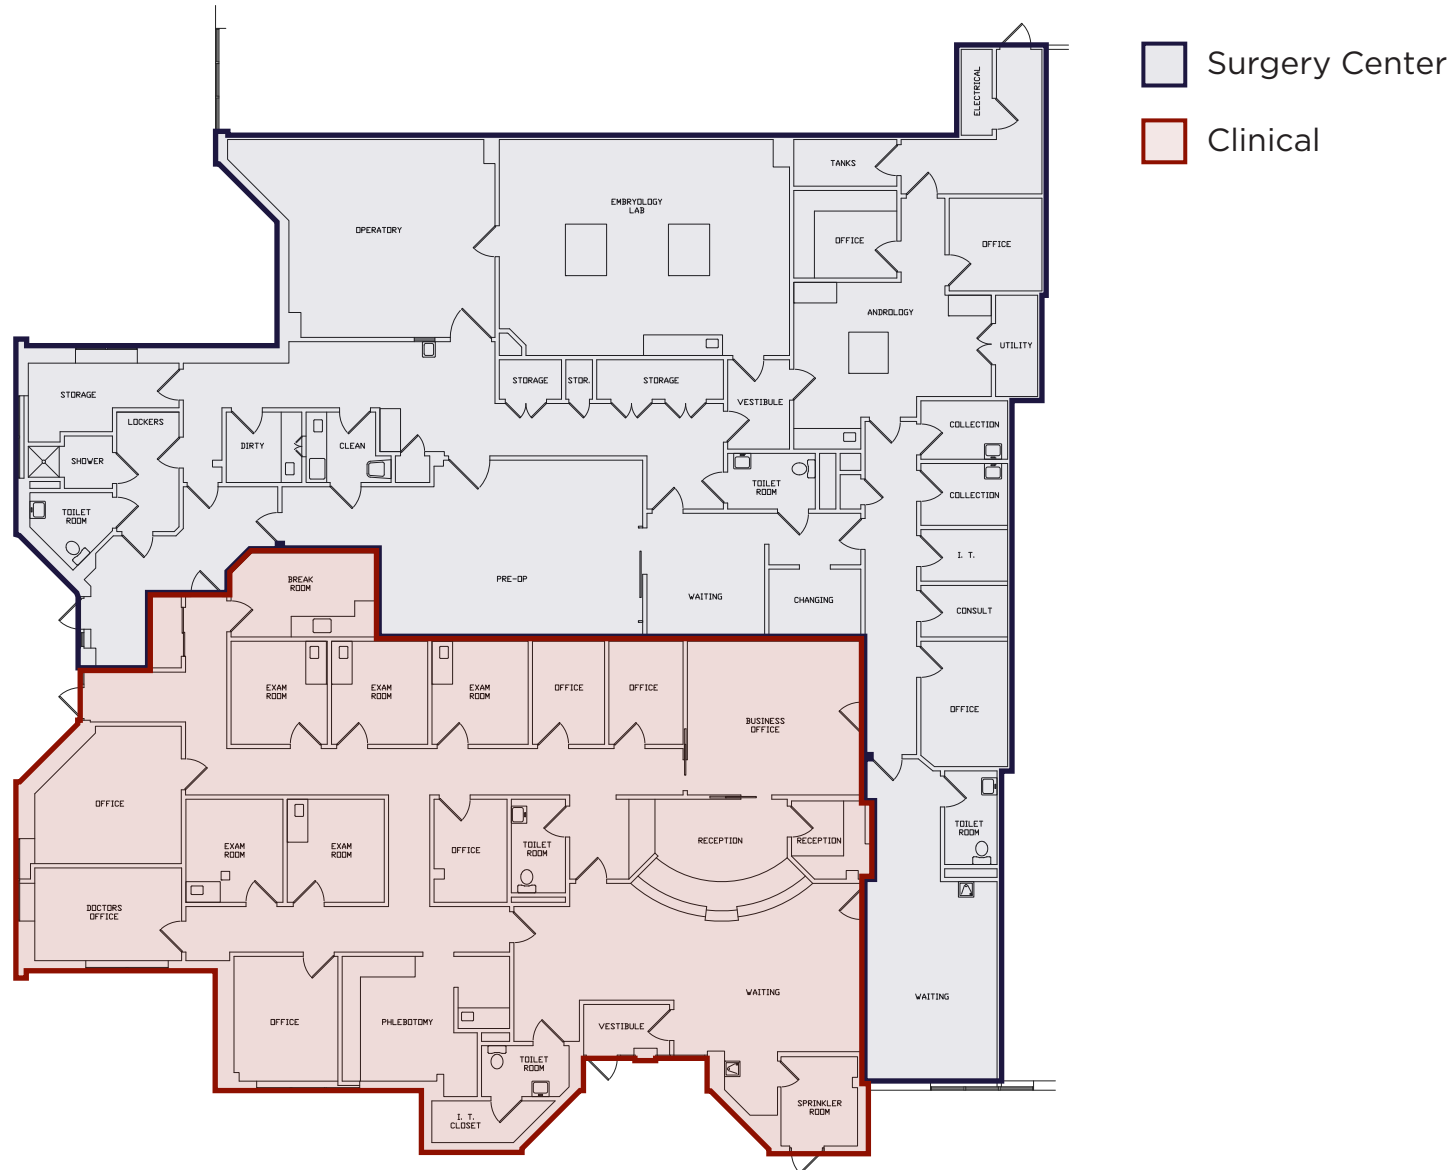 Surgery Center
Clinical
ELECTRICAL
TANKS
EMBRYOLOGY
LAB
OPERATORY
OFFICE
OFFICE
ANDROLOGY
UTILITY
STORAGE
STOR.
STORAGE
STORAGE
VESTIBULE
LOCKERS
COLLECTION
DIRTY
CLEAN
SHOWER
TOILET
ROOM
COLLECTION
TOILET
ROOM
I. T.
BREAK
ROOM
PRE-OP
WAITING
CHANGING
CONSULT
EXAM
ROOM
EXAM
ROOM
EXAM
ROOM
OFFICE
OFFICE
BUSINESS
OFFICE
OFFICE
OFFICE
EXAM
ROOM
EXAM
ROOM
OFFICE
TOILET
ROOM
RECEPTION
RECEPTION
TOILET
ROOM
DOCTORS
OFFICE
WAITING
WAITING
OFFICE
PHLEBOTOMY
VESTIBULE
TOILET
ROOM
I. T.
CLOSET
SPRINKLER
ROOM